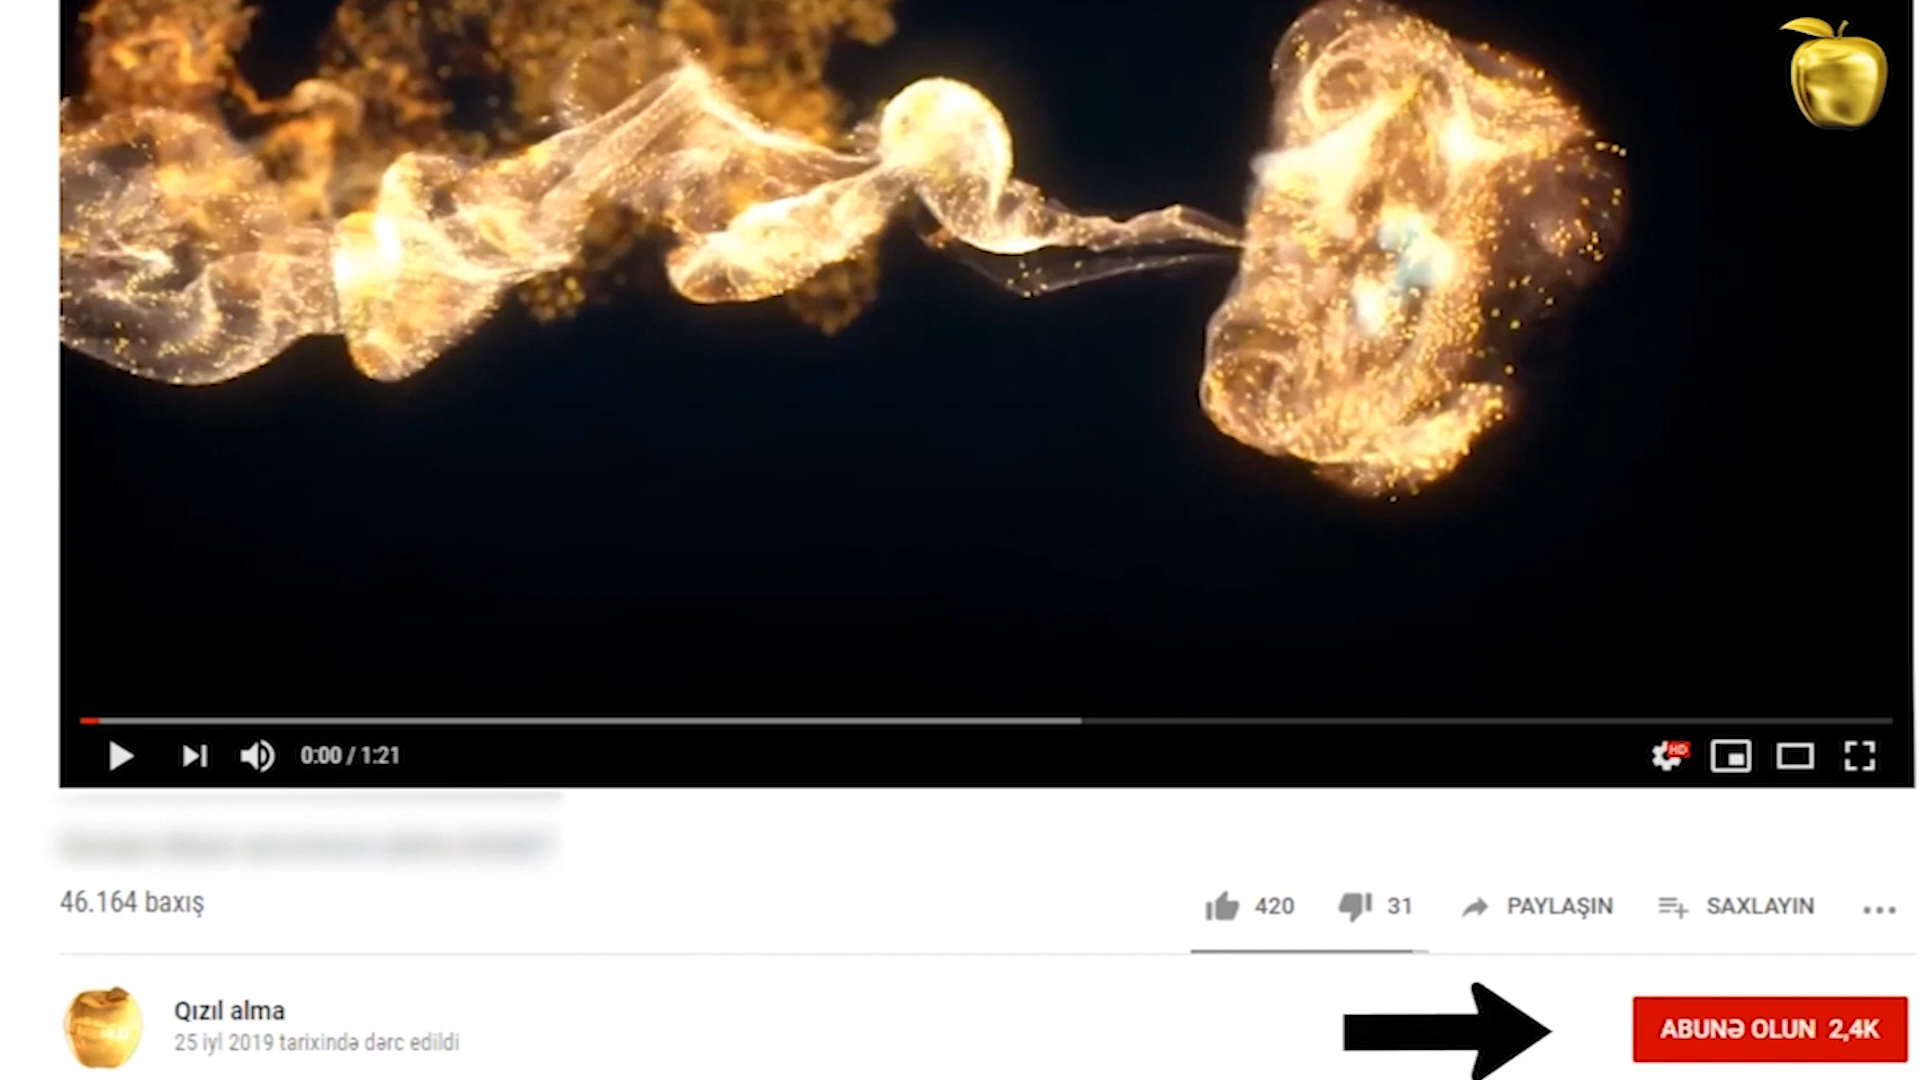 0:00 / 1:21
HD
46.164 baxış
420
31
PAYLAŞIN
SAXLAYIN
Qızıl alma
25 iyl 2019 tarixində dərc edildi
ABUNƏ OLUN 2,4K